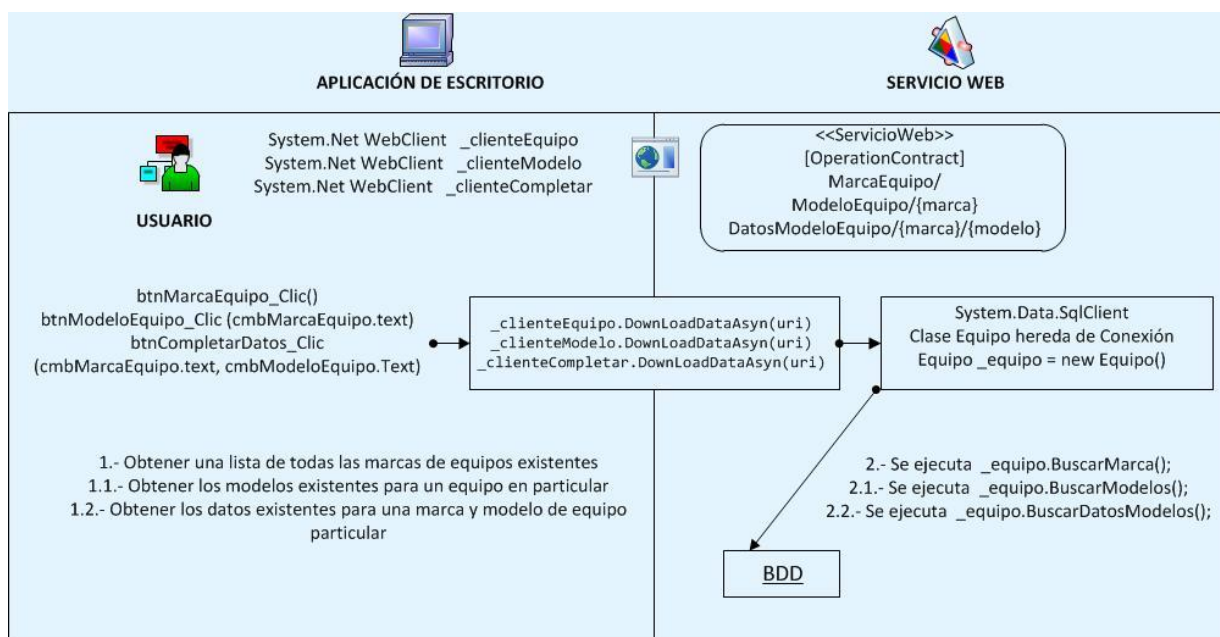 APLICACIÓN DE ESCRITORIO
SERVICIO WEB
USUARIO
System.Net WebClient _clienteEquipo
System.Net WebClient _clienteModelo
System.Net WebClient _clienteCompletar
<<ServicioWeb>>
[OperationContract]
MarcaEquipo/
ModeloEquipo/{marca}
DatosModeloEquipo/{marca}/{modelo}
btnMarcaEquipo_Clic()
btnModeloEquipo_Clic (cmbMarcaEquipo.text)
btnCompletarDatos_Clic
(cmbMarcaEquipo.text, cmbModeloEquipo.Text)
_clienteEquipo.DownLoadDataAsyn(uri)
_clienteModelo.DownLoadDataAsyn(uri)
_clienteCompletar.DownLoadDataAsyn(uri)
System.Data.SqlClient
Clase Equipo hereda de Conexión
Equipo _equipo = new Equipo()
1.- Obtener una lista de todas las marcas de equipos existentes
1.1.- Obtener los modelos existentes para un equipo en particular
1.2.- Obtener los datos existentes para una marca y modelo de equipo
particular
2.- Se ejecuta _equipo.BuscarMarca();
2.1.- Se ejecuta _equipo.BuscarModelos();
2.2.- Se ejecuta _equipo.BuscarDatosModelos();
BDD